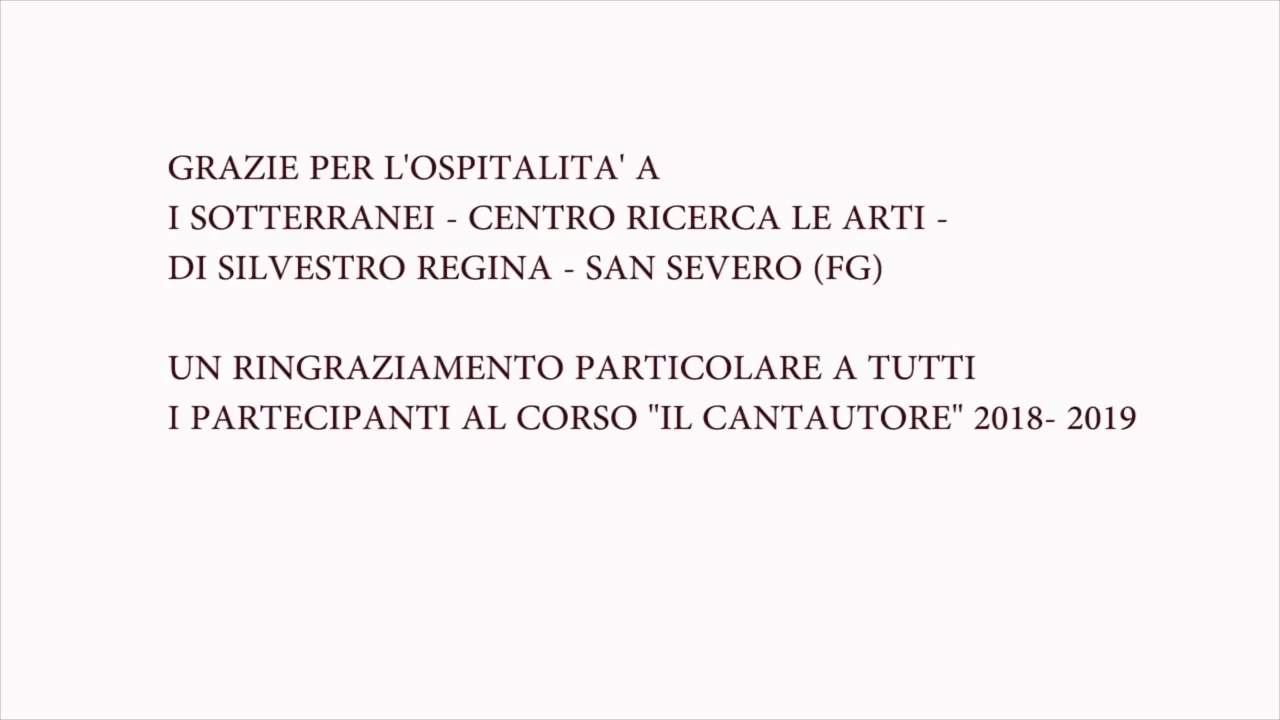 GRAZIE PER L'OSPITALITA' A
I SOTTERRANEI - CENTRO RICERCA LE ARTI -
DI SILVESTRO REGINA - SAN SEVERO (FG)
UN RINGRAZIAMENTO PARTICOLARE A TUTTI
I PARTECIPANTI AL CORSO "IL CANTAUTORE" 2018- 2019